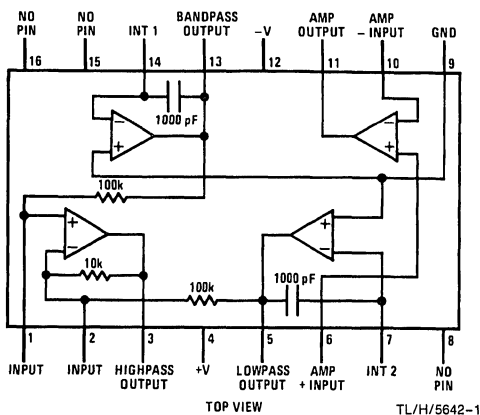 NO PIN
NO PIN
INT 1
BANDPASS OUTPUT
–V
AMP OUTPUT
AMP – INPUT
GND
16 15 14 13 12 11 10 9
1000 pF
–
+
–
+
100k
+
–
+
–
10k
100k
1000 pF
1 2 3 4 5 6 7 8
INPUT
INPUT
HIGHPASS OUTPUT
+V
LOWPASS OUTPUT
AMP + INPUT
INT 2
NO PIN
TOP VIEW
TL/H/5642–1